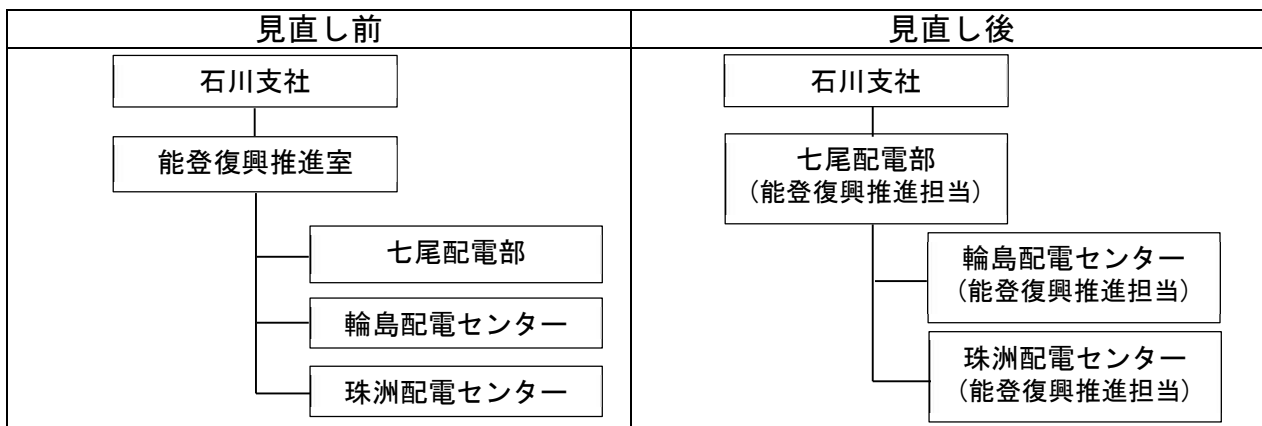 見直し前
石川支社
能登復興推進室
七尾配電部
輪島配電センター
珠洲配電センター
見直し後
石川支社
七尾配電部
（能登復興推進担当）
輪島配電センター
（能登復興推進担当）
珠洲配電センター
（能登復興推進担当）